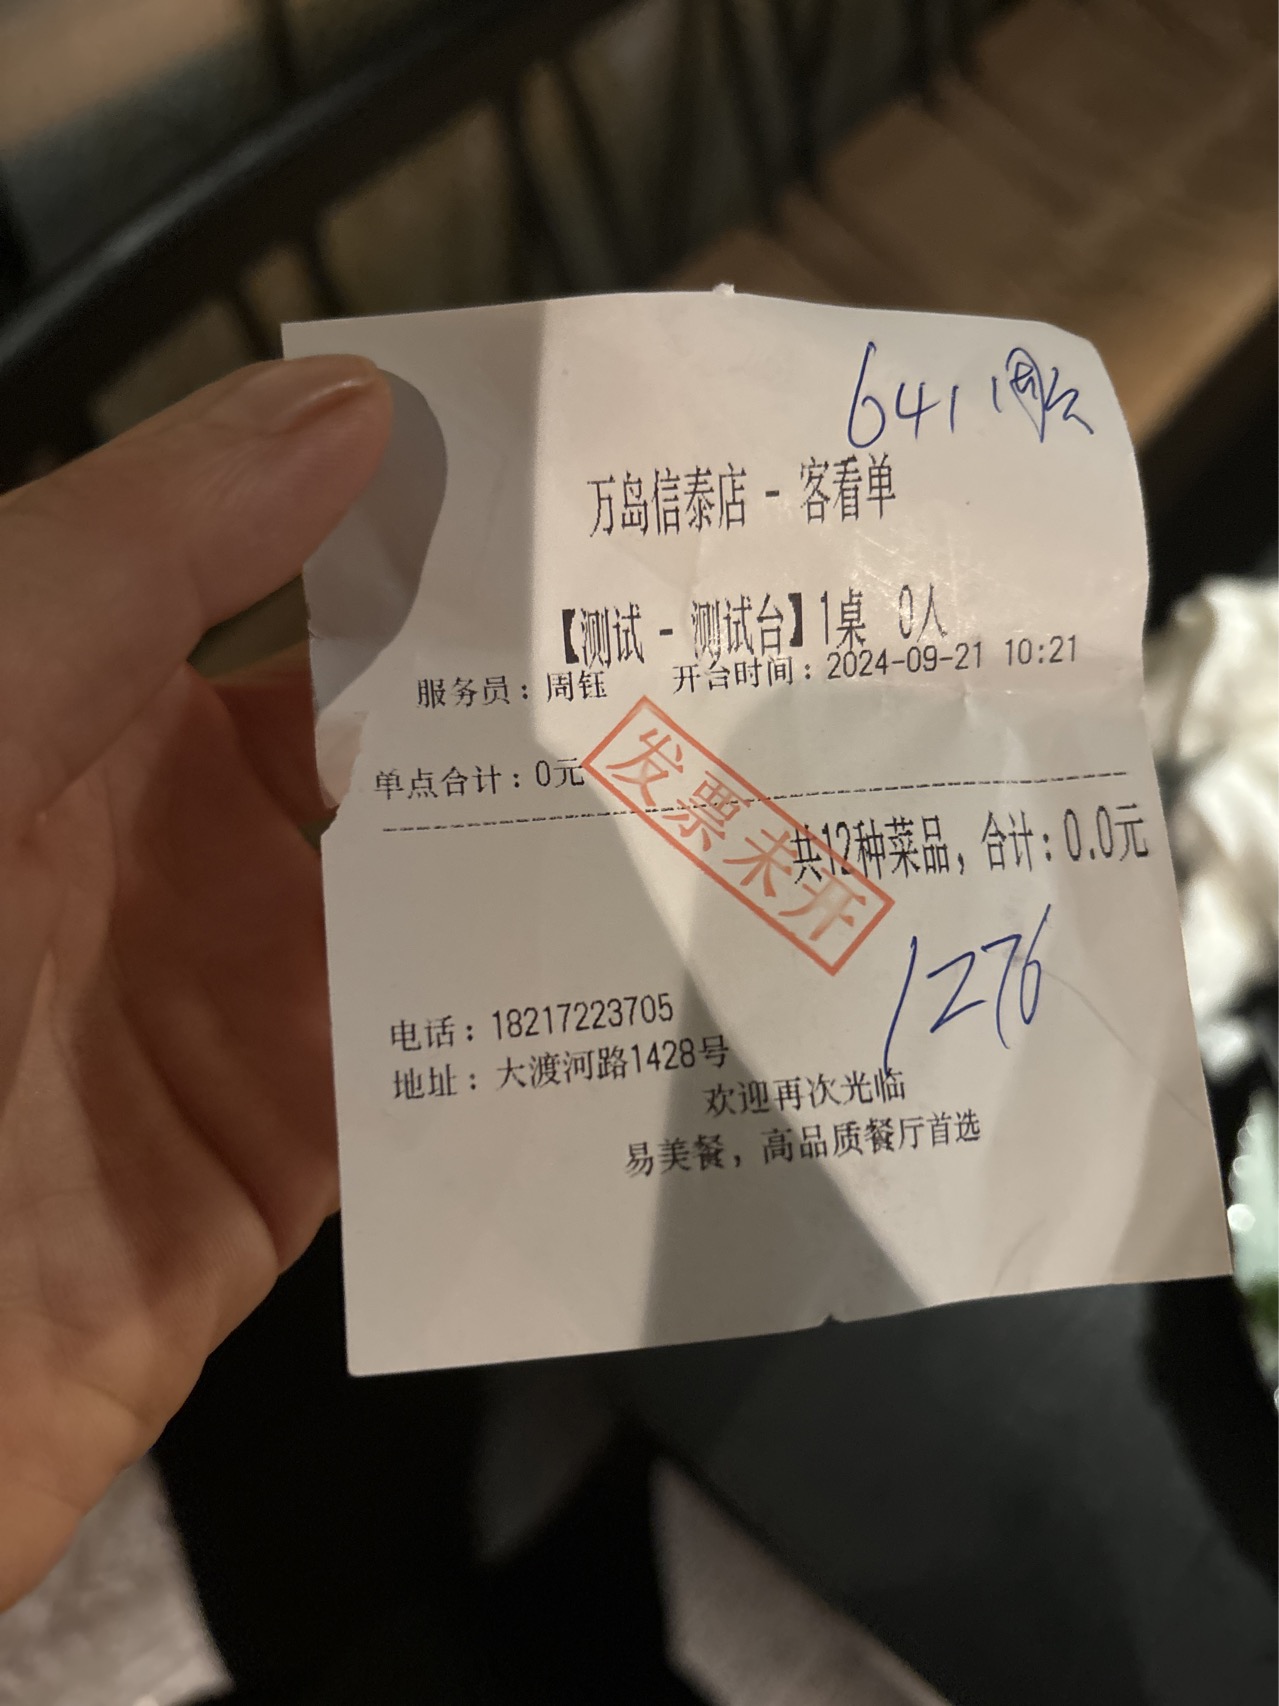 641 周
万岛信泰店 - 客看单
【测试 - 测试台】1桌 0人
服务员：周钰 开台时间：2024-09-21 10:21
单点合计：0元
发票未开
共12种菜品，合计：0.0元
1276
电话：18217223705
地址：大渡河路1428号
欢迎再次光临
易美餐，高品质餐厅首选